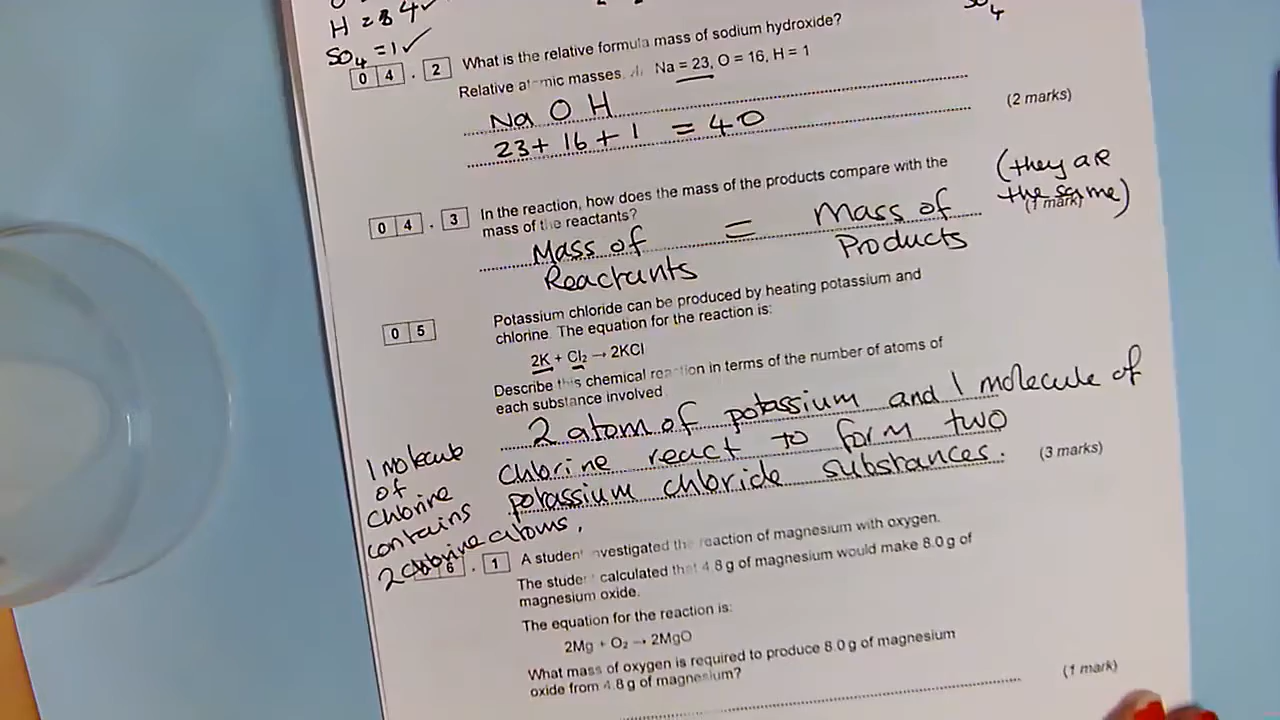 H = 8 4 ✓
SO₄ = 1 ✓
SO₄
0 4 . 2 What is the relative formula mass of sodium hydroxide?
Relative atomic masses. Na = 23, O = 16, H = 1
Na O H
23 + 16 + 1 = 40
(2 marks)
0 4 . 3 In the reaction, how does the mass of the products compare with the
mass of the reactants?
(they are
the same)
(1 mark)
Mass of = Mass of
Reactants Products
0 5 Potassium chloride can be produced by heating potassium and
chlorine. The equation for the reaction is:
2K + Cl₂ → 2KCl
Describe this chemical reaction in terms of the number of atoms of
each substance involved
2 atom of potassium and 1 molecule of
chlorine react to form two
potassium chloride substances.
(3 marks)
1 molecule
of
Chlorine
contains
2 chlorine atoms.
6 . 1 A student investigated the reaction of magnesium with oxygen.
The student calculated that 4.8 g of magnesium would make 8.0 g of
magnesium oxide.
The equation for the reaction is:
2Mg + O₂ → 2MgO
What mass of oxygen is required to produce 8.0 g of magnesium
oxide from 4.8 g of magnesium?
(1 mark)